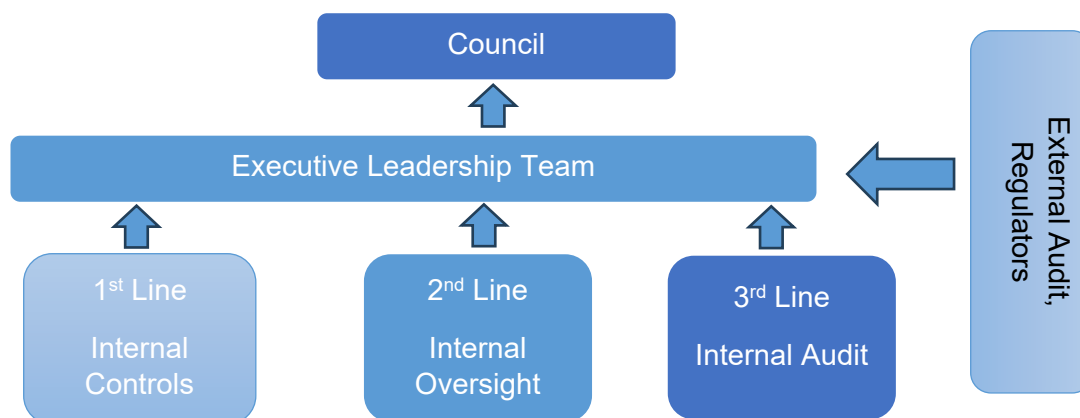 Council
Executive Leadership Team
External Audit,
Regulators
1st Line
Internal
Controls
2nd Line
Internal
Oversight
3rd Line
Internal Audit